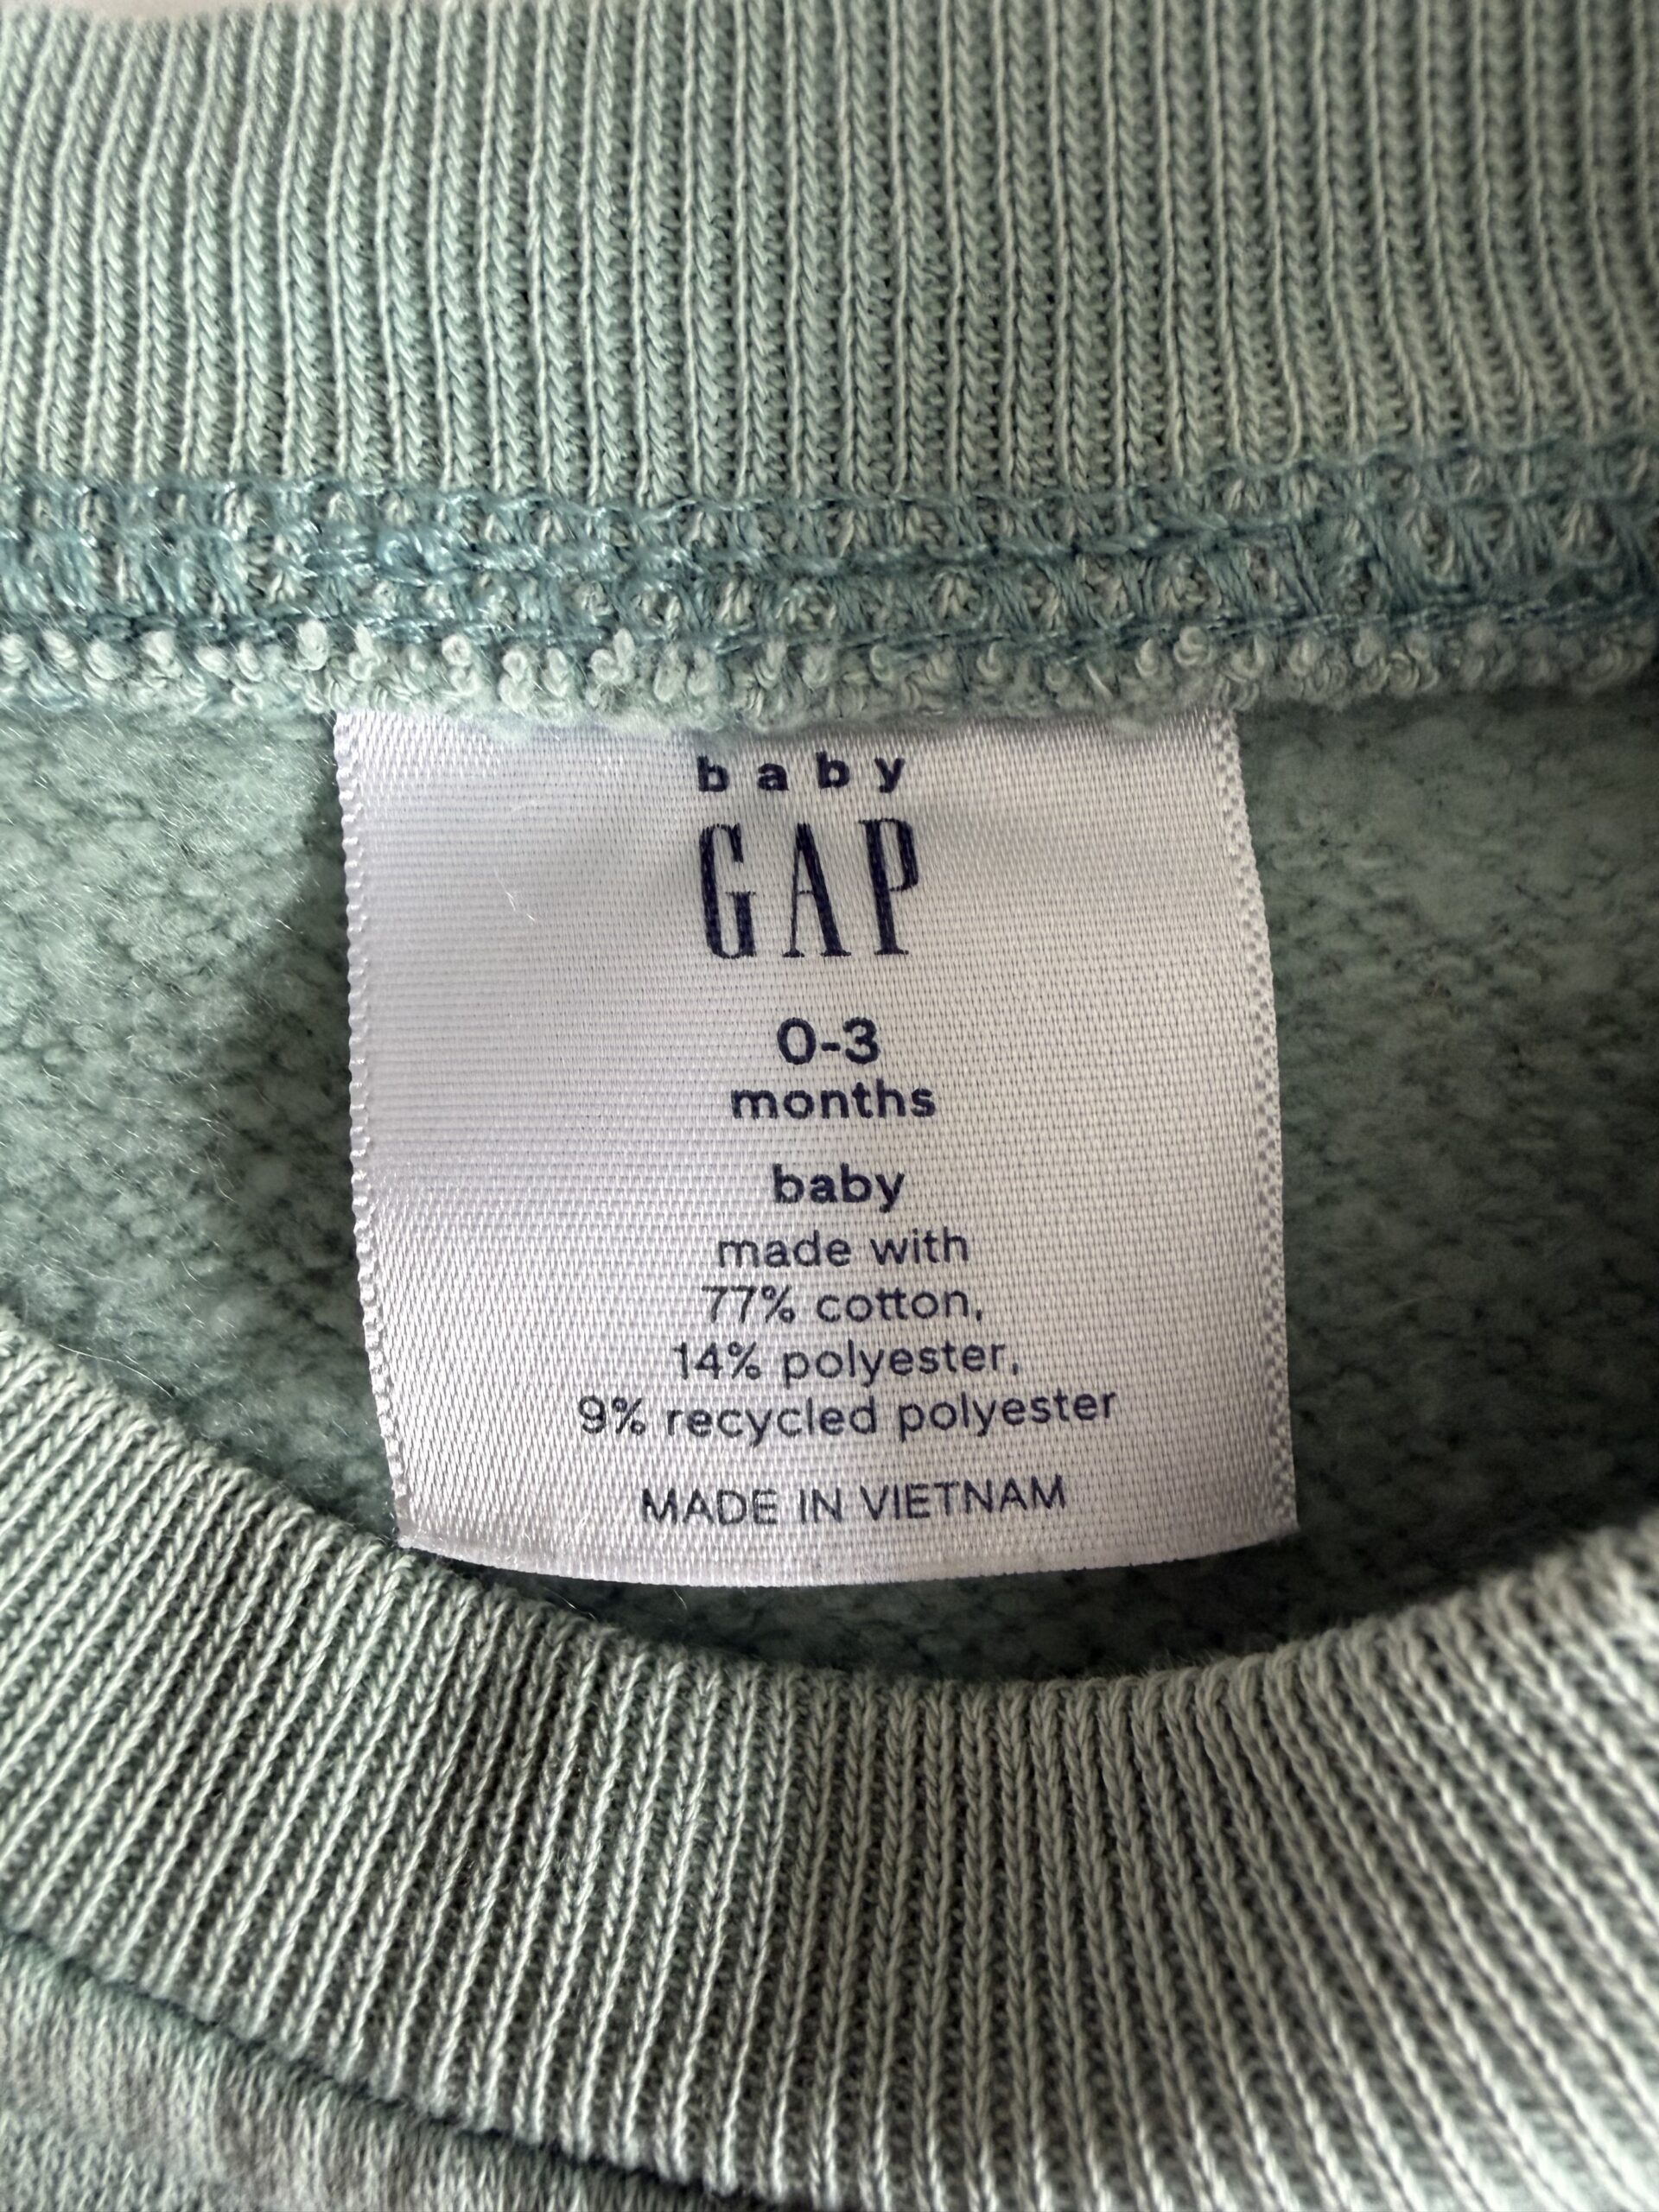 baby
GAP
0-3
months
baby
made with
77% cotton,
14% polyester,
9% recycled polyester
MADE IN VIETNAM